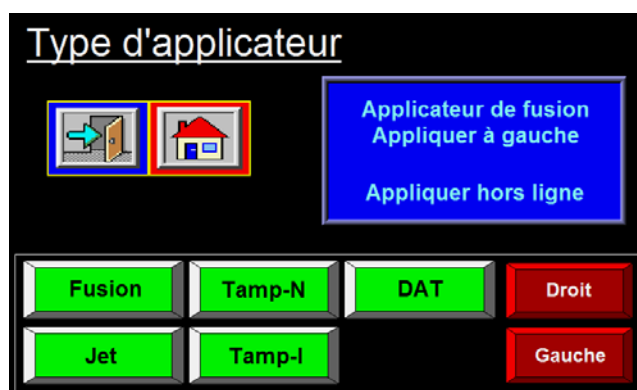 Type d'applicateur
Applicateur de fusion
Appliquer à gauche
Appliquer hors ligne
Fusion
Tamp-N
DAT
Droit
Jet
Tamp-I
Gauche